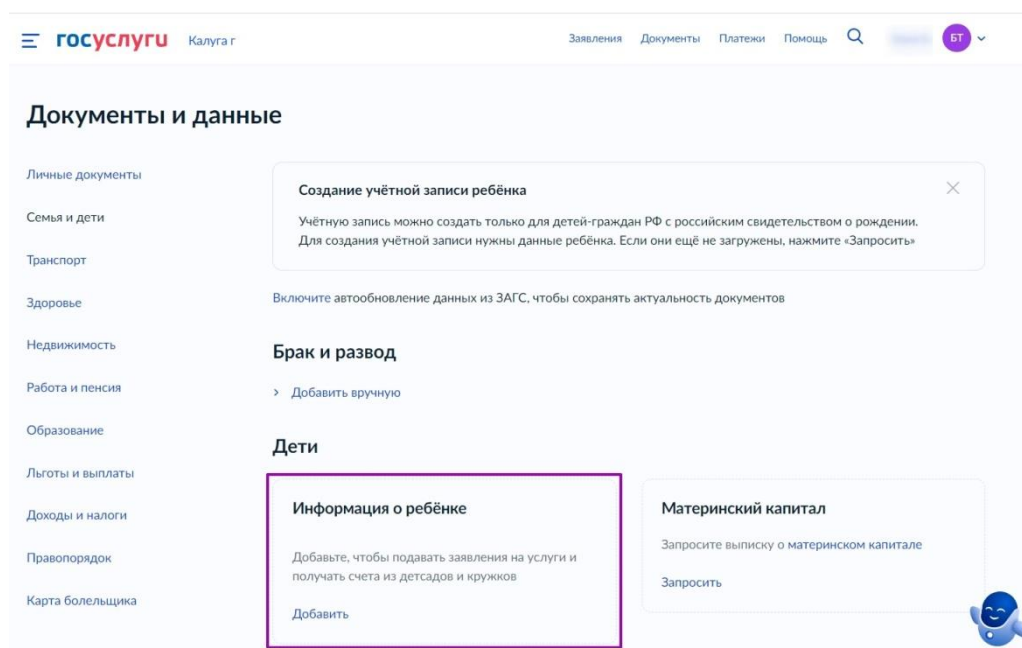 госуслуги Калуга г Заявления Документы Платежи Помощь БТ
Документы и данные
Личные документы
Семья и дети
Транспорт
Здоровье
Недвижимость
Работа и пенсия
Образование
Льготы и выплаты
Доходы и налоги
Правопорядок
Карта болельщика
Создание учётной записи ребёнка
Учётную запись можно создать только для детей-граждан РФ с российским свидетельством о рождении.
Для создания учётной записи нужны данные ребёнка. Если они ещё не загружены, нажмите «Запросить»
Включите автообновление данных из ЗАГС, чтобы сохранять актуальность документов
Брак и развод
Добавить вручную
Дети
Информация о ребёнке
Добавьте, чтобы подавать заявления на услуги и
получать счета из детсадов и кружков
Добавить
Материнский капитал
Запросите выписку о материнском капитале
Запросить